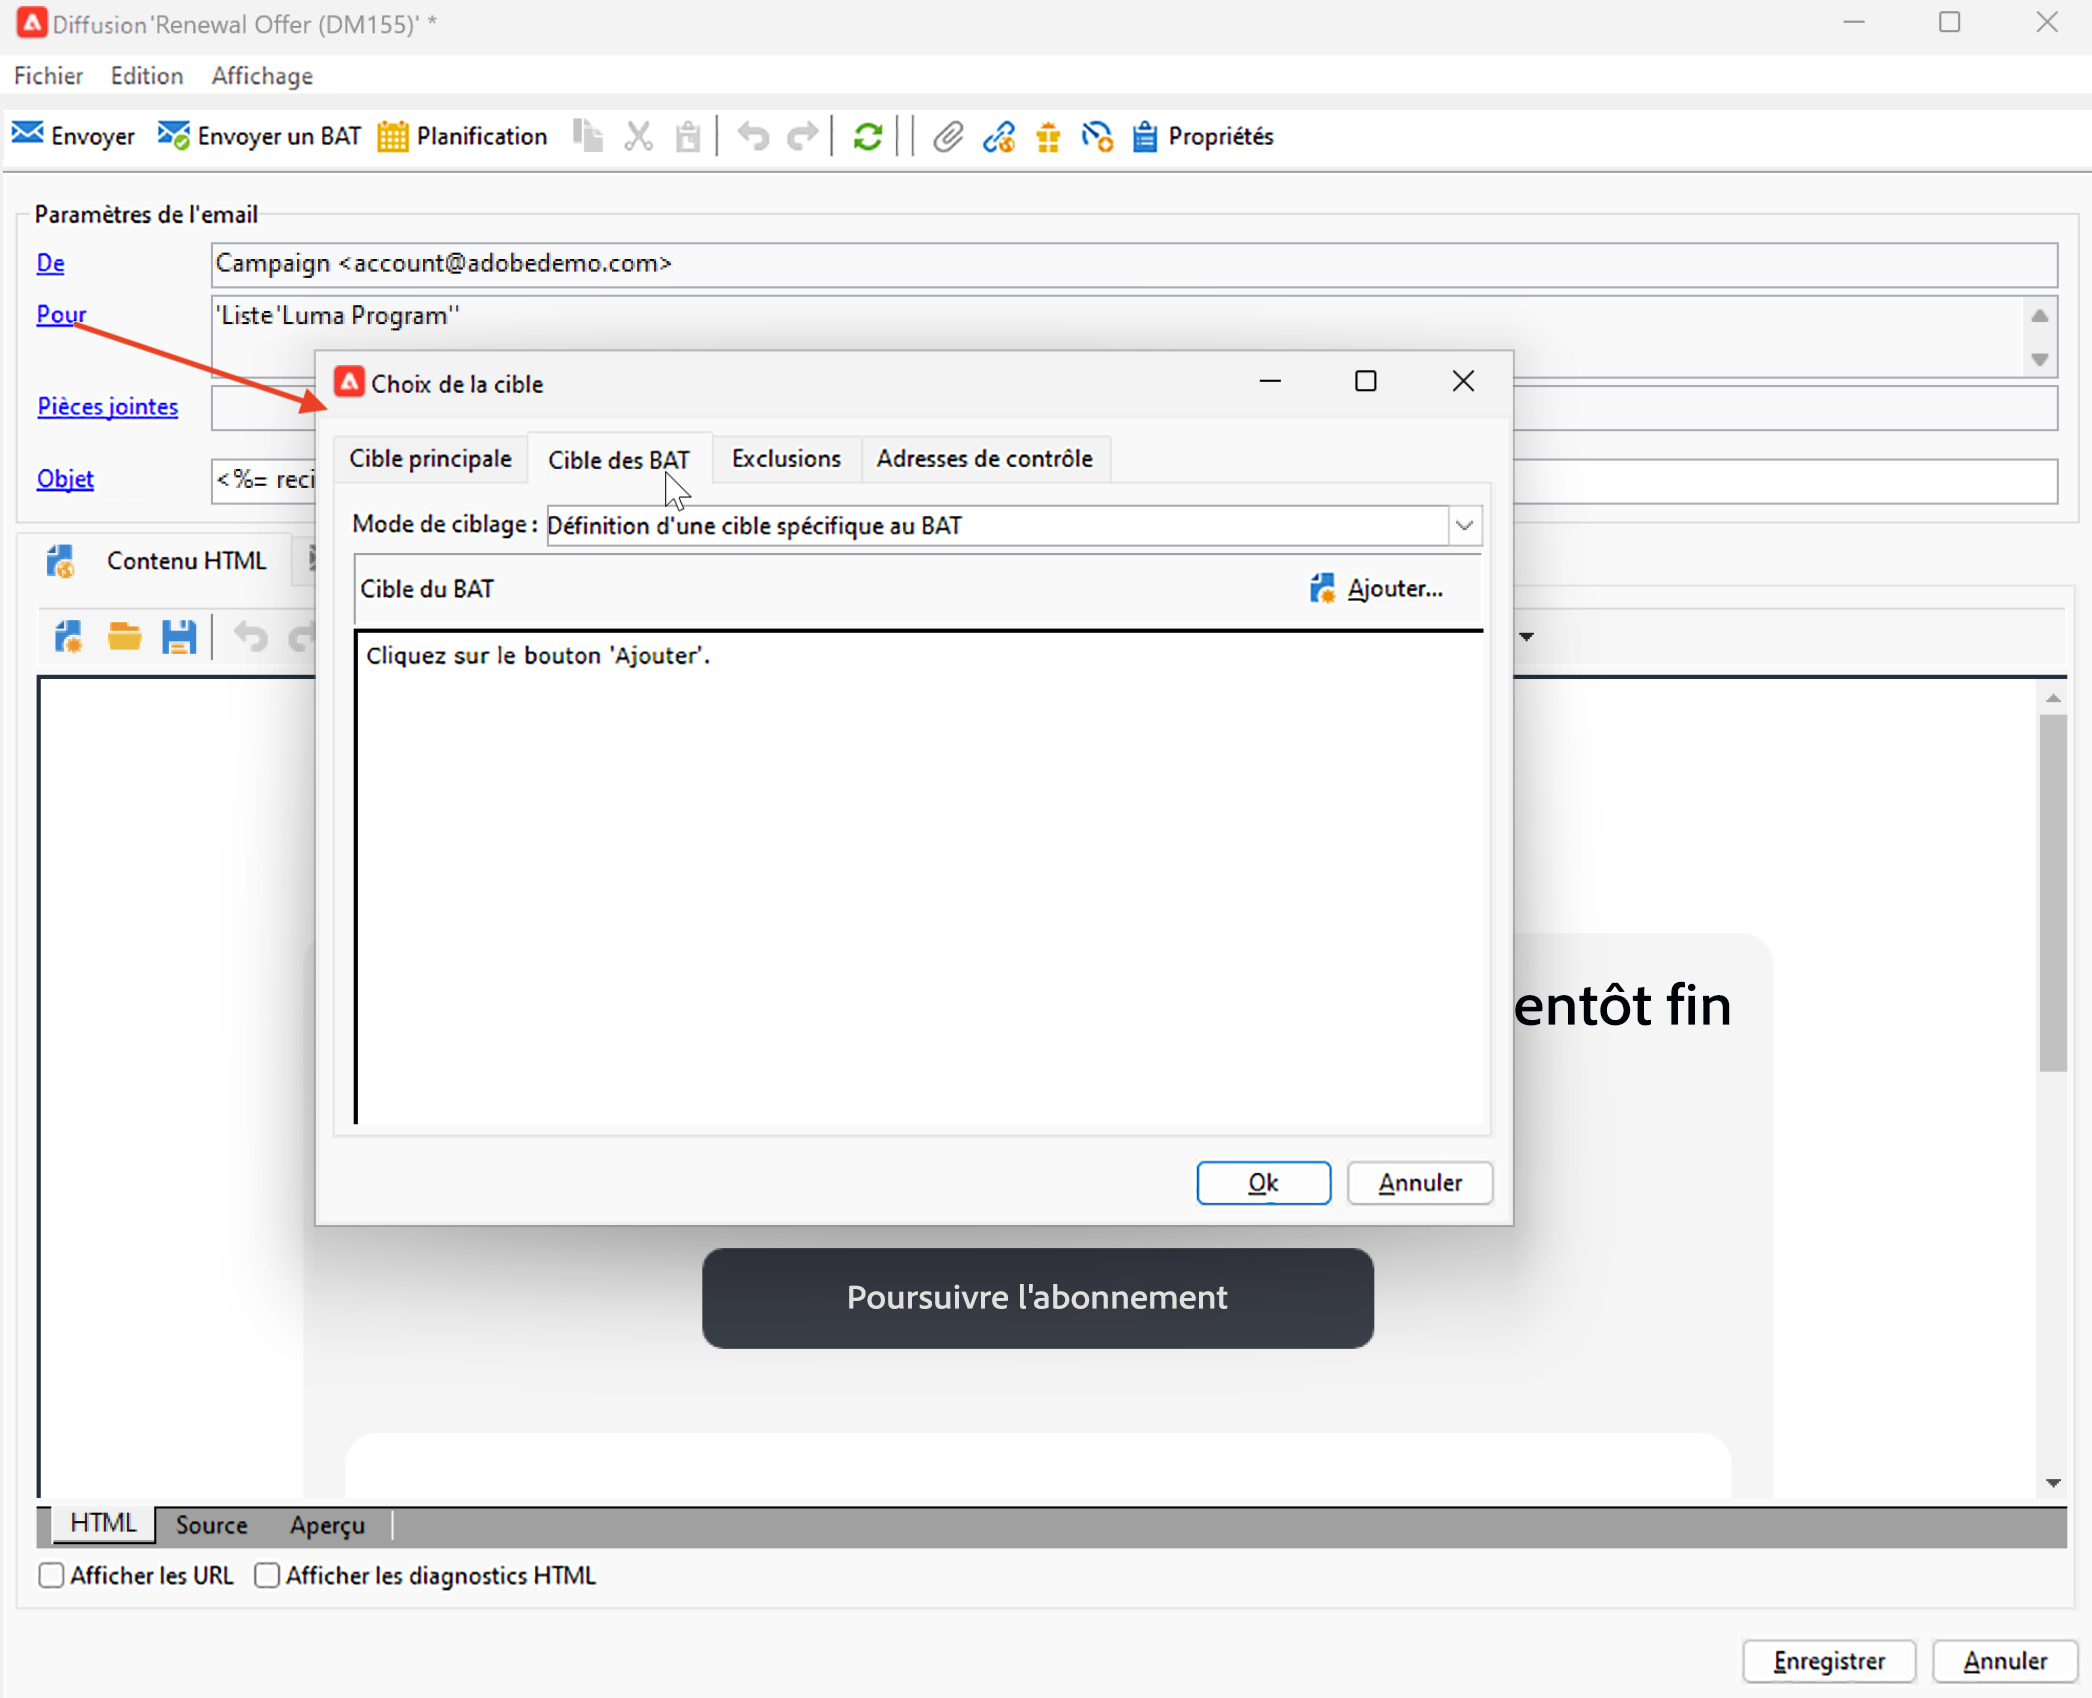 Diffusion 'Renewal Offer (DM155)' *
Fichier Edition Affichage
Envoyer Envoyer un BAT Planification Propriétés
Paramètres de l'email
De Campaign <account@adobedemo.com>
Pour 'Liste 'Luma Program''
Choix de la cible
Pièces jointes
Cible principale Cible des BAT Exclusions Adresses de contrôle
Objet <%= reci
Mode de ciblage : Définition d'une cible spécifique au BAT
Contenu HTML
Cible du BAT Ajouter...
Cliquez sur le bouton 'Ajouter'.
entôt fin
Ok Annuler
Poursuivre l'abonnement
HTML Source Aperçu
Afficher les URL Afficher les diagnostics HTML
Enregistrer Annuler